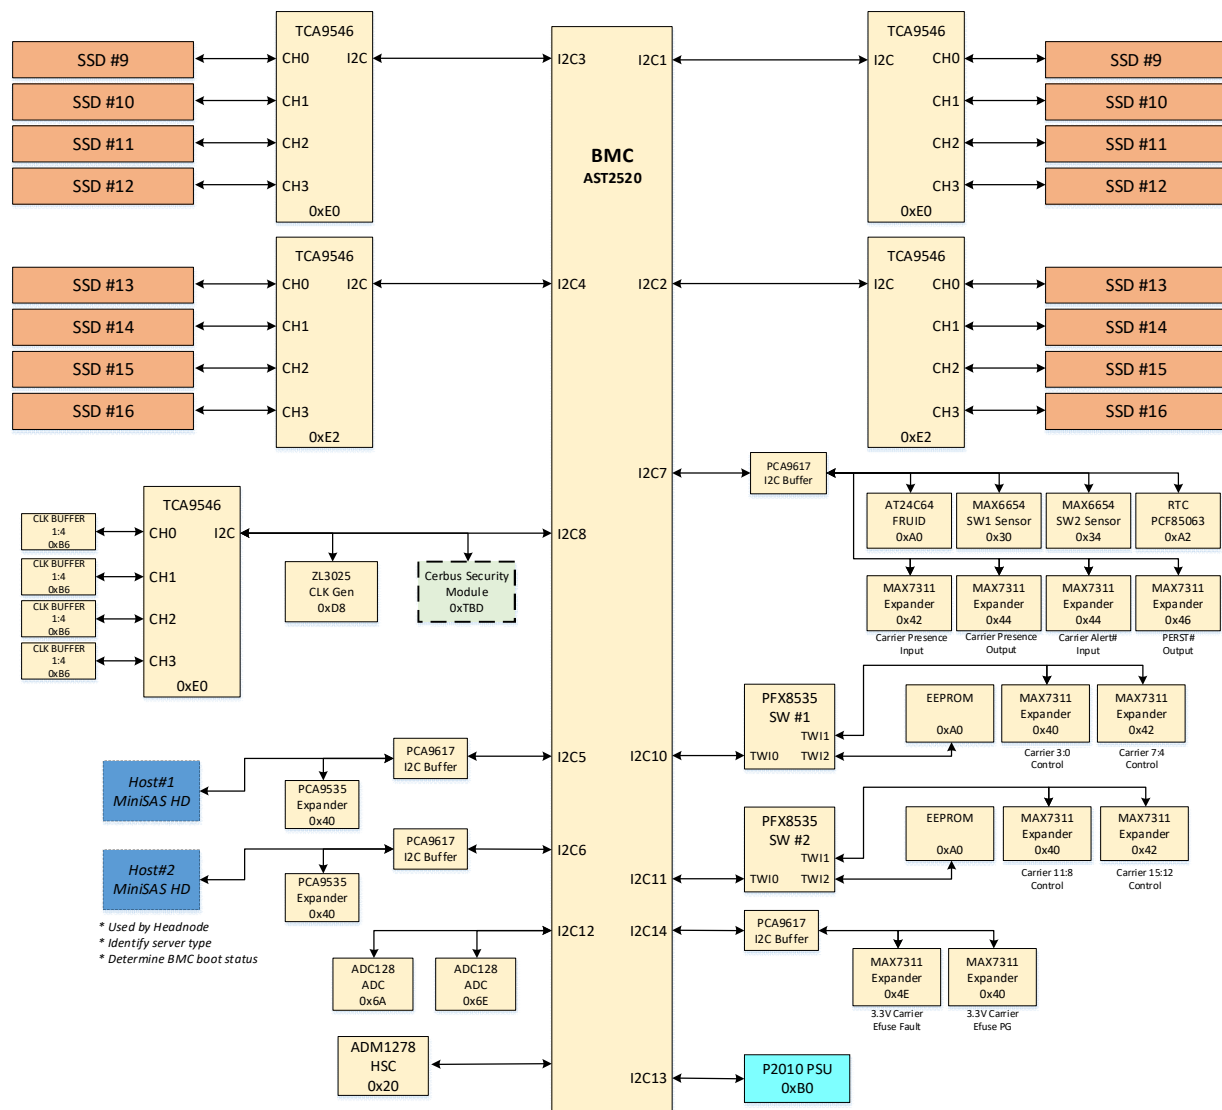 TCA9546
SSD #9
CH0
I2C
SSD #10
CH1
SSD #11
CH2
SSD #12
CH3
0xE0
TCA9546
SSD #13
CH0
I2C
SSD #14
CH1
SSD #15
CH2
SSD #16
CH3
0xE2
BMC
AST2520
I2C3
I2C1
I2C4
I2C2
I2C7
I2C8
I2C5
I2C10
I2C6
I2C11
I2C12
I2C14
I2C13
TCA9546
I2C
CH0
SSD #9
CH1
SSD #10
CH2
SSD #11
CH3
SSD #12
0xE0
TCA9546
I2C
CH0
SSD #13
CH1
SSD #14
CH2
SSD #15
CH3
SSD #16
0xE2
PCA9617
I2C Buffer
AT24C64
FRUID
0xA0
MAX6654
SW1 Sensor
0x30
MAX6654
SW2 Sensor
0x34
RTC
PCF85063
0xA2
MAX7311
Expander
0x42
Carrier Presence
Input
MAX7311
Expander
0x44
Carrier Presence
Output
MAX7311
Expander
0x44
Carrier Alert#
Input
MAX7311
Expander
0x46
PERST#
Output
TCA9546
CLK BUFFER
1:4
0xB6
CH0
I2C
CLK BUFFER
1:4
0xB6
CH1
CLK BUFFER
1:4
0xB6
CH2
CLK BUFFER
1:4
0xB6
CH3
0xE0
ZL3025
CLK Gen
0xD8
Cerbus Security
Module
0xTBD
PFX8535
SW #1
TWI1
TWI0
TWI2
EEPROM
0xA0
MAX7311
Expander
0x40
Carrier 3:0
Control
MAX7311
Expander
0x42
Carrier 7:4
Control
Host#1
MiniSAS HD
PCA9535
Expander
0x40
PCA9617
I2C Buffer
Host#2
MiniSAS HD
PCA9535
Expander
0x40
PCA9617
I2C Buffer
* Used by Headnode
* Identify server type
* Determine BMC boot status
PFX8535
SW #2
TWI1
TWI0
TWI2
EEPROM
0xA0
MAX7311
Expander
0x40
Carrier 11:8
Control
MAX7311
Expander
0x42
Carrier 15:12
Control
ADC128
ADC
0x6A
ADC128
ADC
0x6E
PCA9617
I2C Buffer
MAX7311
Expander
0x4E
3.3V Carrier
Efuse Fault
MAX7311
Expander
0x40
3.3V Carrier
Efuse PG
ADM1278
HSC
0x20
P2010 PSU
0xB0